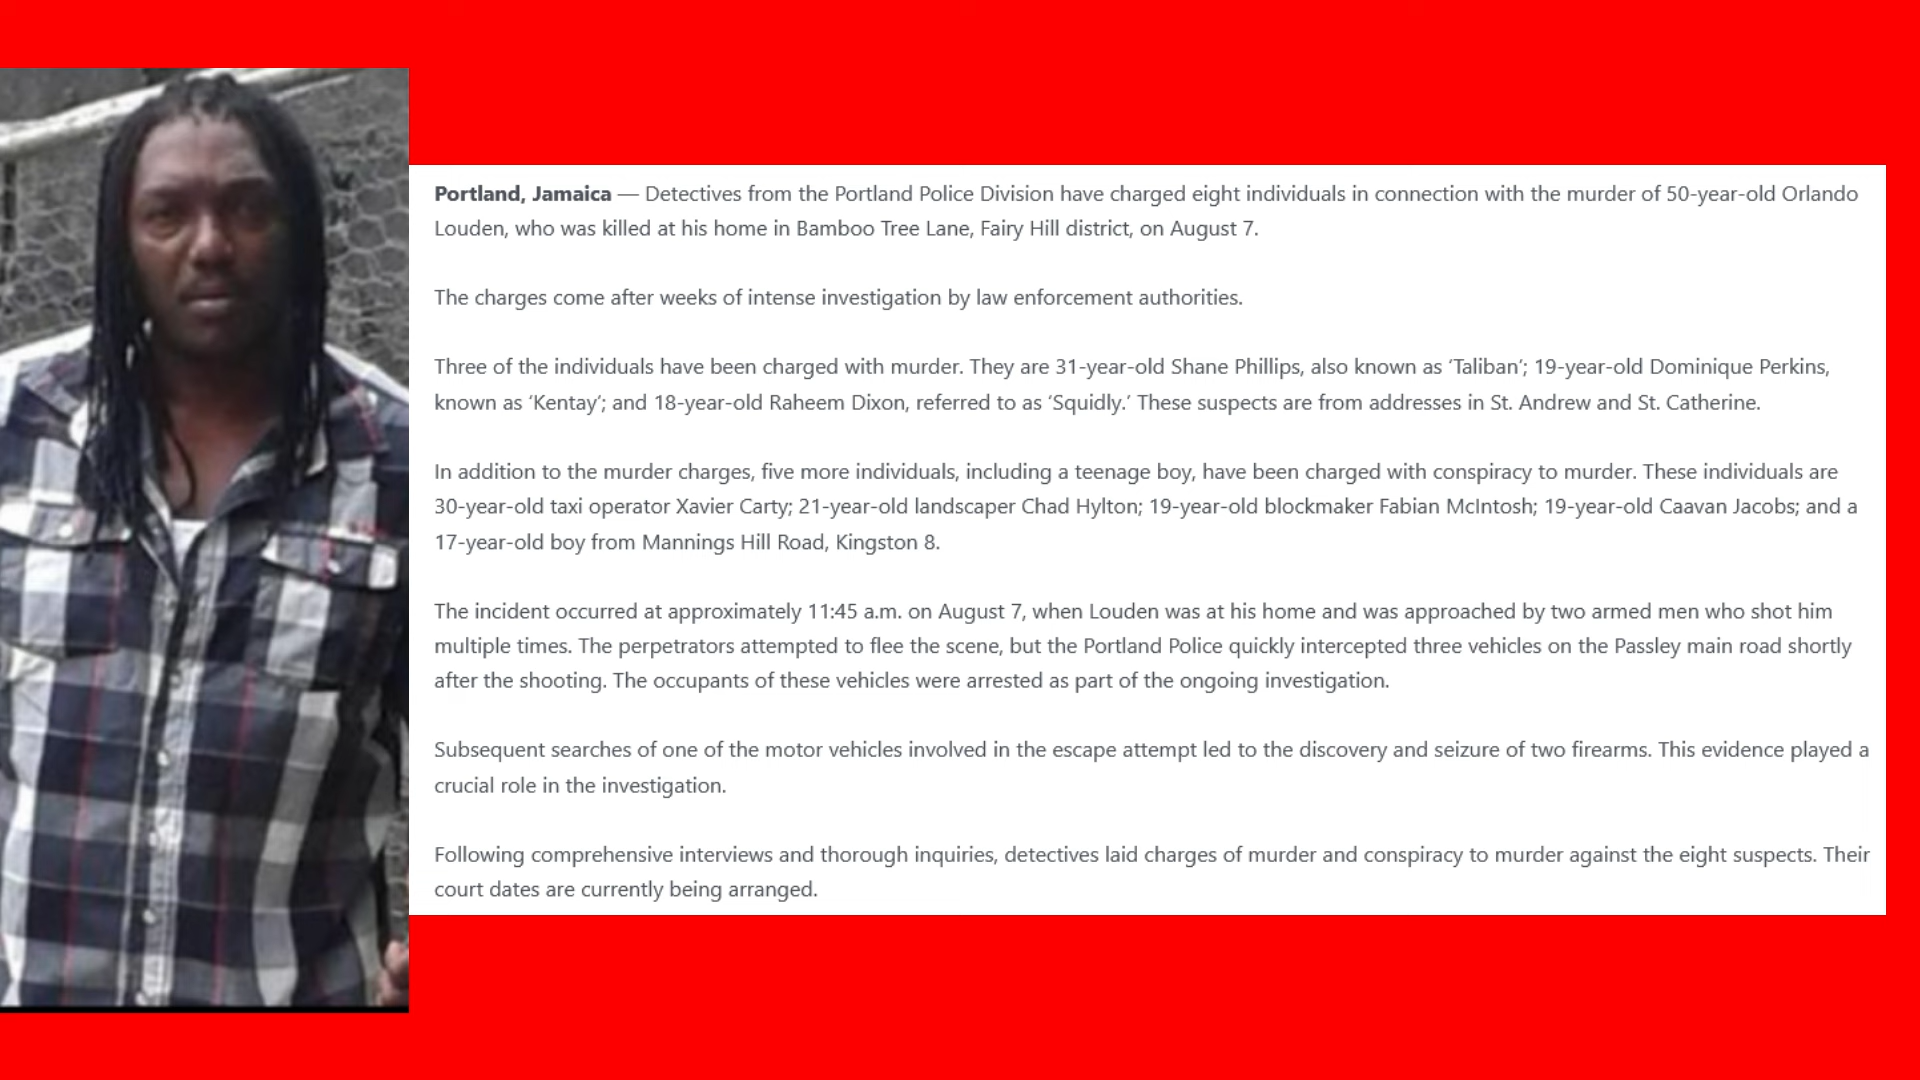 Portland, Jamaica — Detectives from the Portland Police Division have charged eight individuals in connection with the murder of 50-year-old Orlando
Louden, who was killed at his home in Bamboo Tree Lane, Fairy Hill district, on August 7.
The charges come after weeks of intense investigation by law enforcement authorities.
Three of the individuals have been charged with murder. They are 31-year-old Shane Phillips, also known as ‘Taliban’; 19-year-old Dominique Perkins,
known as ‘Kentay’; and 18-year-old Raheem Dixon, referred to as ‘Squidly.’ These suspects are from addresses in St. Andrew and St. Catherine.
In addition to the murder charges, five more individuals, including a teenage boy, have been charged with conspiracy to murder. These individuals are
30-year-old taxi operator Xavier Carty; 21-year-old landscaper Chad Hylton; 19-year-old blockmaker Fabian McIntosh; 19-year-old Caavan Jacobs; and a
17-year-old boy from Mannings Hill Road, Kingston 8.
The incident occurred at approximately 11:45 a.m. on August 7, when Louden was at his home and was approached by two armed men who shot him
multiple times. The perpetrators attempted to flee the scene, but the Portland Police quickly intercepted three vehicles on the Passley main road shortly
after the shooting. The occupants of these vehicles were arrested as part of the ongoing investigation.
Subsequent searches of one of the motor vehicles involved in the escape attempt led to the discovery and seizure of two firearms. This evidence played a
crucial role in the investigation.
Following comprehensive interviews and thorough inquiries, detectives laid charges of murder and conspiracy to murder against the eight suspects. Their
court dates are currently being arranged.